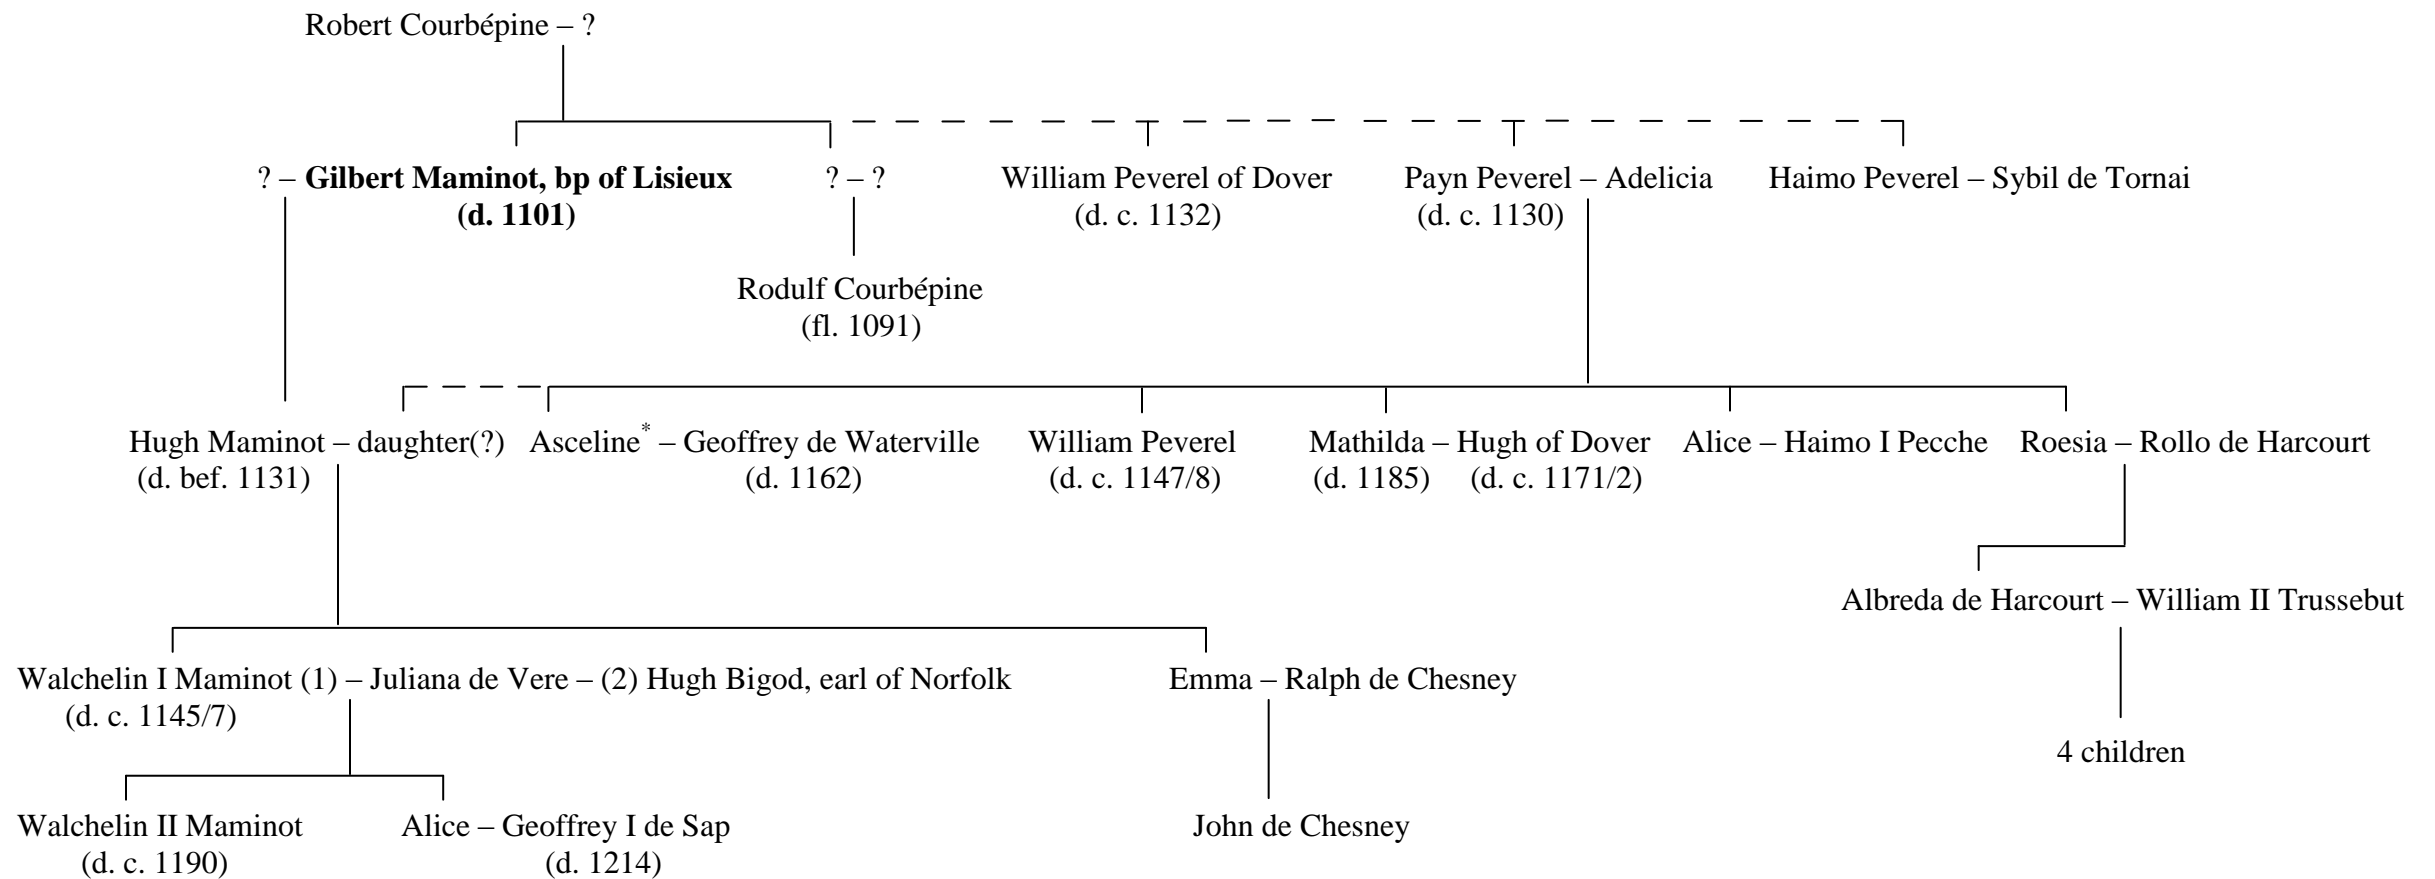 Robert Courbépine – ?
? – Gilbert Maminot, bp of Lisieux ? – ? William Peverel of Dover Payn Peverel – Adelicia Haimo Peverel – Sybil de Tornai
(d. 1101) (d. c. 1132) (d. c. 1130)
Rodulf Courbépine
(fl. 1091)
Hugh Maminot – daughter(?) Asceline* – Geoffrey de Waterville William Peverel Mathilda – Hugh of Dover Alice – Haimo I Pecche Roesia – Rollo de Harcourt
(d. bef. 1131) (d. 1162) (d. c. 1147/8) (d. 1185) (d. c. 1171/2)
Albreda de Harcourt – William II Trussebut
Walchelin I Maminot (1) – Juliana de Vere – (2) Hugh Bigod, earl of Norfolk Emma – Ralph de Chesney
(d. c. 1145/7)
4 children
Walchelin II Maminot Alice – Geoffrey I de Sap John de Chesney
(d. c. 1190) (d. 1214)